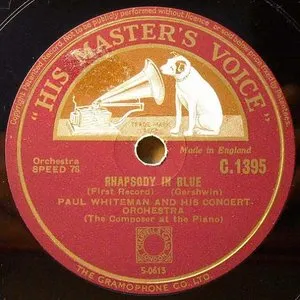 "HIS MASTER'S VOICE"
TRADE MARK
Made in England
Orchestra
SPEED 78
C.1395
RHAPSODY IN BLUE
(First Record) (Gershwin)
PAUL WHITEMAN AND HIS CONCERT
ORCHESTRA
(The Composer at the Piano)
5-0613
THE GRAMOPHONE CO. LTD.